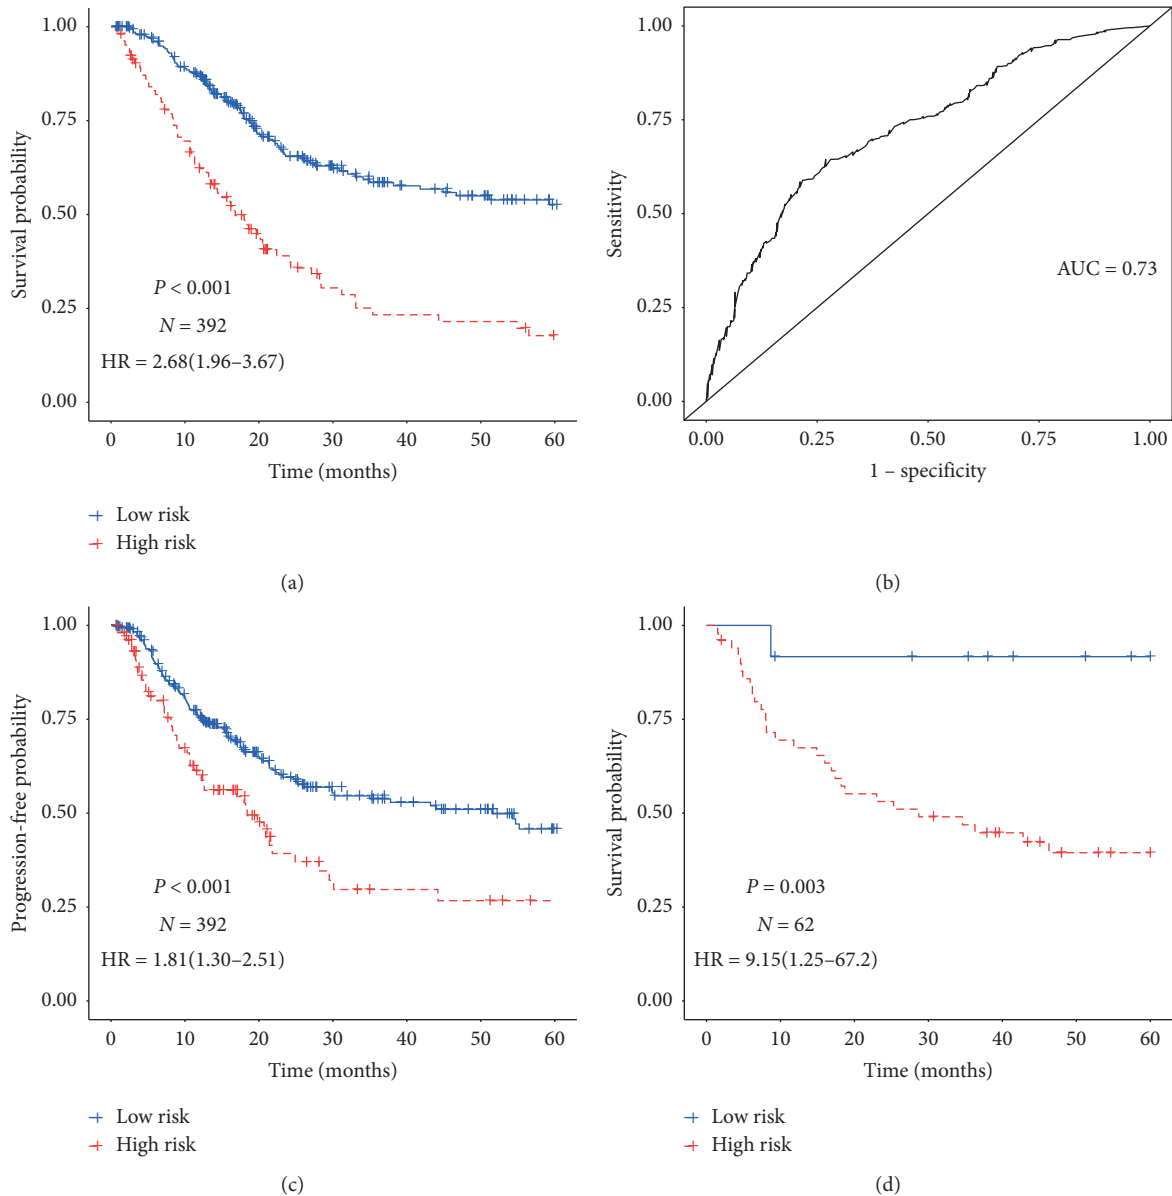 1.00
0.75
0.50
0.25
0.00
Survival probability
P < 0.001
N = 392
HR = 2.68(1.96–3.67)
0 10 20 30 40 50 60
Time (months)
Low risk
High risk
(a)
1.00
0.75
0.50
0.25
0.00
Sensitivity
AUC = 0.73
0.00 0.25 0.50 0.75 1.00
1 – specificity
(b)
1.00
0.75
0.50
0.25
0.00
Progression-free probability
P < 0.001
N = 392
HR = 1.81(1.30–2.51)
0 10 20 30 40 50 60
Time (months)
Low risk
High risk
(c)
1.00
0.75
0.50
0.25
0.00
Survival probability
P = 0.003
N = 62
HR = 9.15(1.25–67.2)
0 10 20 30 40 50 60
Time (months)
Low risk
High risk
(d)